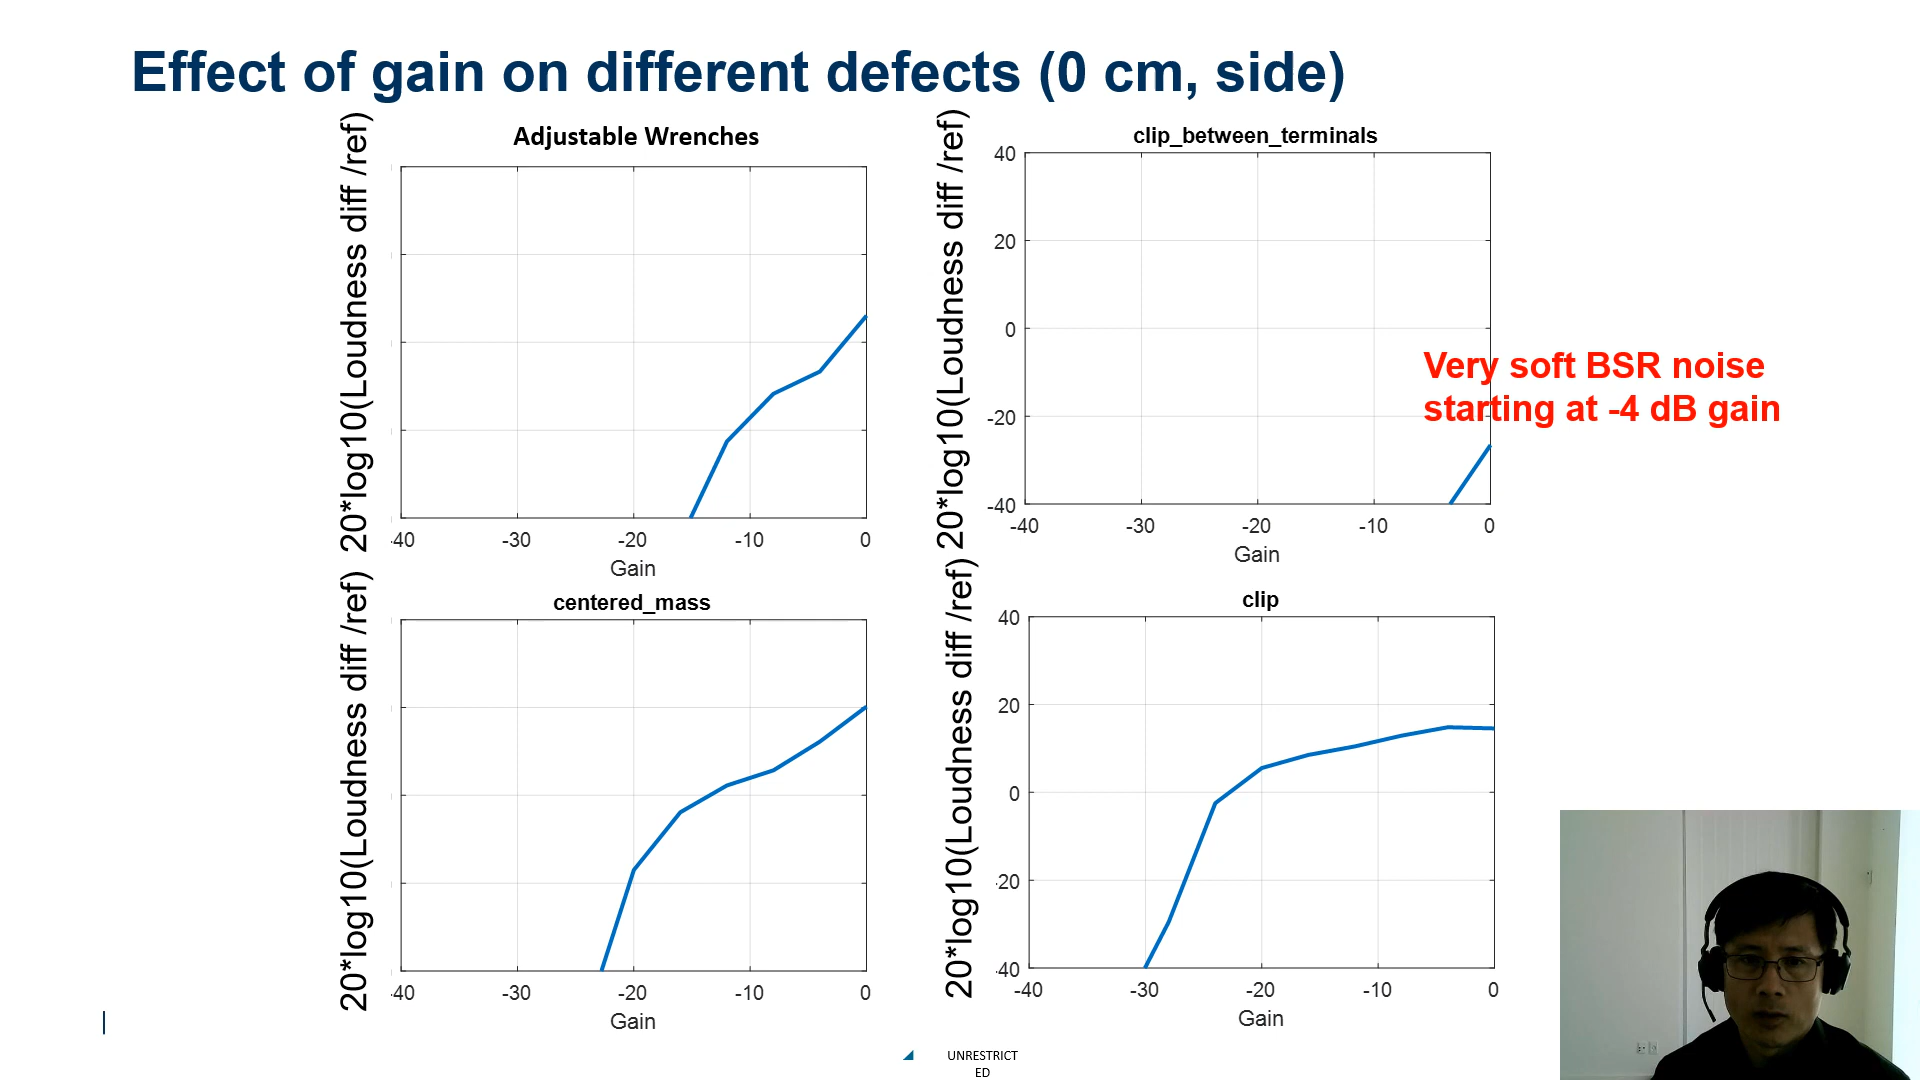 Effect of gain on different defects (0 cm, side)
Adjustable Wrenches
20*log10(Loudness diff /ref)
40
-30
-20
-10
0
Gain
clip_between_terminals
20*log10(Loudness diff /ref)
40
20
0
-20
-40
-40
-30
-20
-10
0
Gain
Very soft BSR noise
starting at -4 dB gain
centered_mass
20*log10(Loudness diff /ref)
40
-30
-20
-10
0
Gain
clip
20*log10(Loudness diff /ref)
40
20
0
20
40
-40
-30
-20
-10
0
Gain
UNRESTRICT
ED